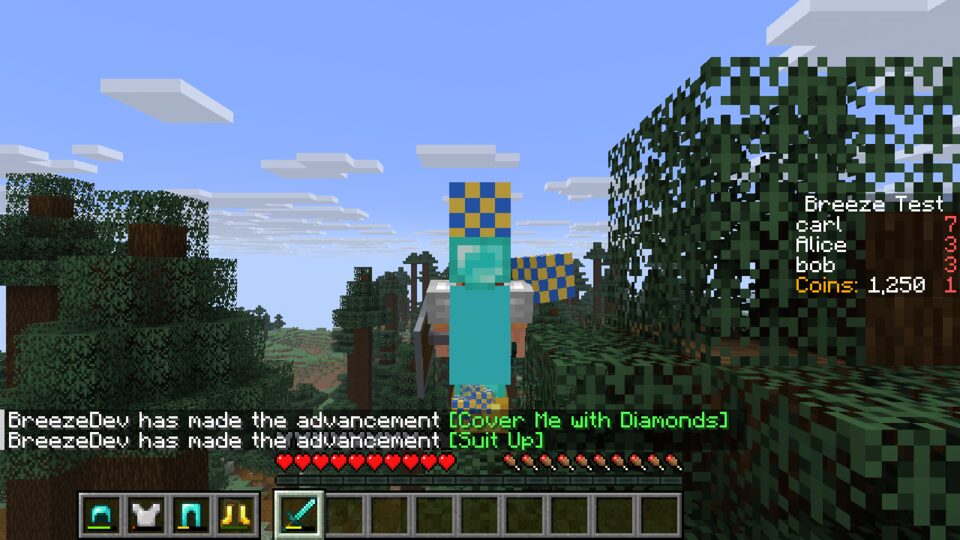 Breeze Test
carl 7
Alice 3
bob 3
Coins: 1,250 1
BreezeDev has made the advancement [Cover Me with Diamonds]
BreezeDev has made the advancement [Suit Up]